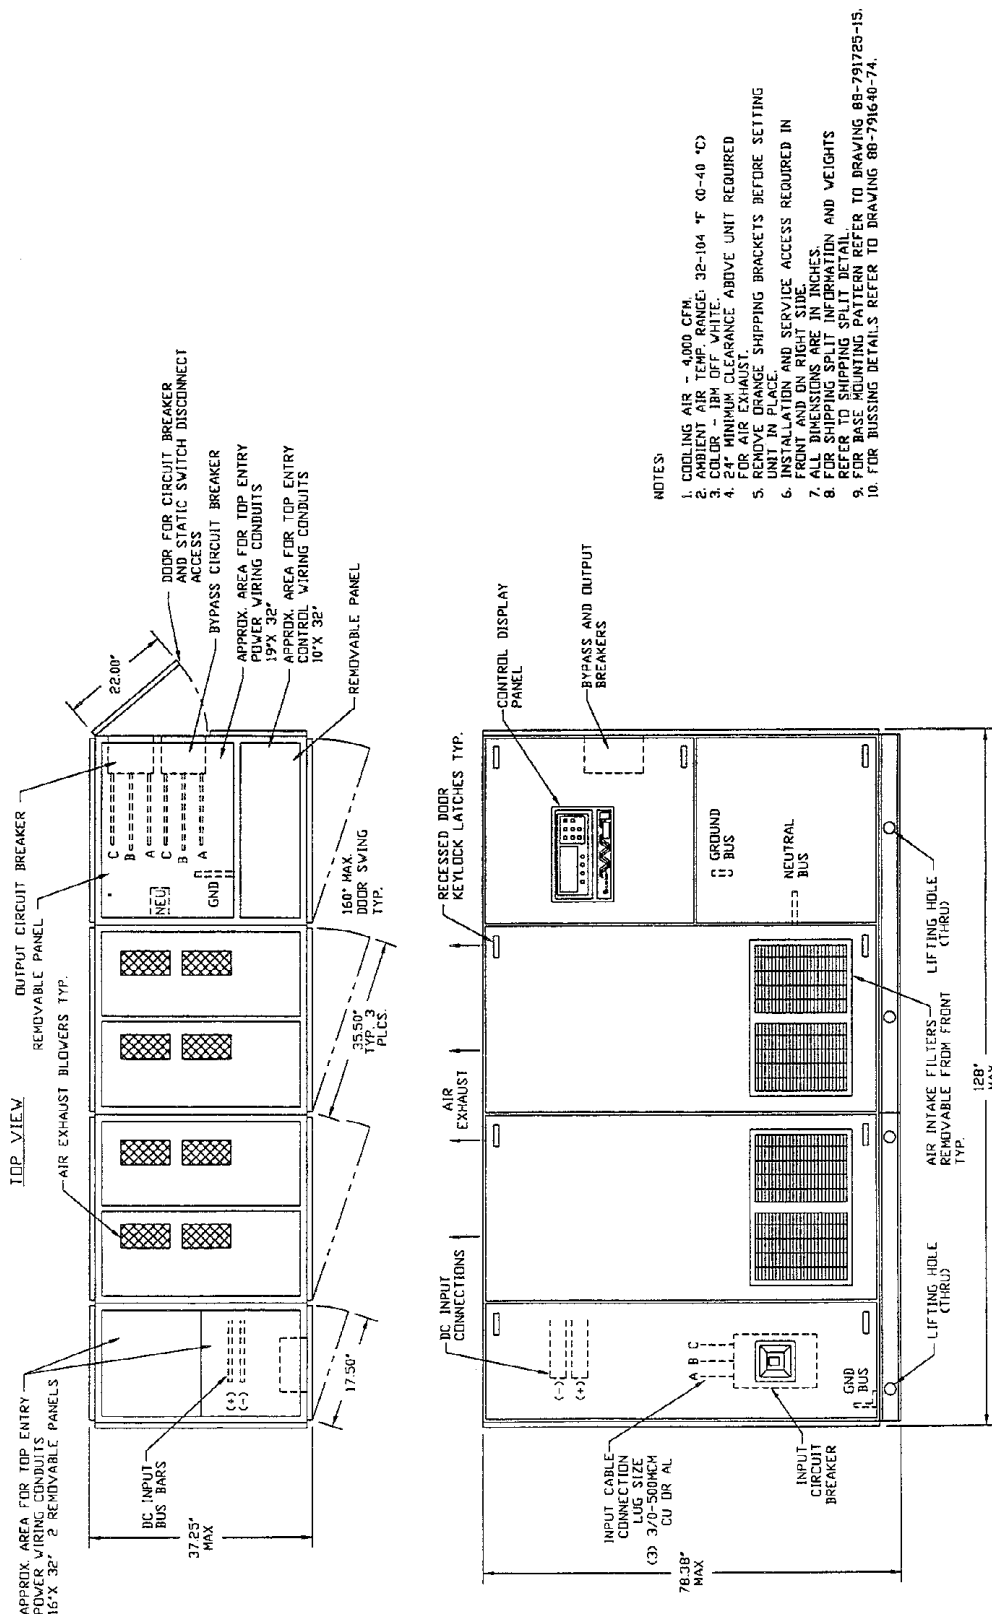 TOP VIEW
APPROX. AREA FOR TOP ENTRY
POWER WIRING CONDUITS
16"X 32" 2 REMOVABLE PANELS
AIR EXHAUST BLOWERS TYP.
REMOVABLE PANEL
OUTPUT CIRCUIT BREAKER
22.00"
DOOR FOR CIRCUIT BREAKER
AND STATIC SWITCH DISCONNECT
ACCESS
BYPASS CIRCUIT BREAKER
APPROX. AREA FOR TOP ENTRY
POWER WIRING CONDUITS
19"X 32"
APPROX. AREA FOR TOP ENTRY
CONTROL WIRING CONDUITS
10"X 32"
REMOVABLE PANEL
C
B
A
C
B
A
NEU
GND
160° MAX.
DOOR SWING
TYP.
35.50"
TYP. 3
PLCS.
17.50"
(+)
(-)
DC INPUT
BUS BARS
37.25"
MAX
DC INPUT
CONNECTIONS
AIR
EXHAUST
RECESSED DOOR
KEYLOCK LATCHES TYP.
CONTROL DISPLAY
PANEL
BYPASS AND OUTPUT
BREAKERS
(-)
(+)
A B C
GROUND
BUS
NEUTRAL
BUS
GND
BUS
INPUT CABLE
CONNECTION
LUG SIZE
(3) 3/0-500MCM
CU OR AL
INPUT
CIRCUIT
BREAKER
78.38"
MAX
LIFTING HOLE
(THRU)
AIR INTAKE FILTERS
REMOVABLE FROM FRONT
TYP.
LIFTING HOLE
(THRU)
128"
MAX
NOTES:
1. COOLING AIR - 4,000 CFM.
2. AMBIENT AIR TEMP. RANGE: 32-104 °F (0-40 °C)
3. COLOR - IBM OFF WHITE.
4. 24" MINIMUM CLEARANCE ABOVE UNIT REQUIRED
FOR AIR EXHAUST.
5. REMOVE ORANGE SHIPPING BRACKETS BEFORE SETTING
UNIT IN PLACE.
6. INSTALLATION AND SERVICE ACCESS REQUIRED IN
FRONT AND ON RIGHT SIDE.
7. ALL DIMENSIONS ARE IN INCHES.
8. FOR SHIPPING SPLIT INFORMATION AND WEIGHTS
REFER TO SHIPPING SPLIT DETAIL.
9. FOR BASE MOUNTING PATTERN REFER TO DRAWING 88-791725-15.
10. FOR BUSSING DETAILS REFER TO DRAWING 88-791640-74.